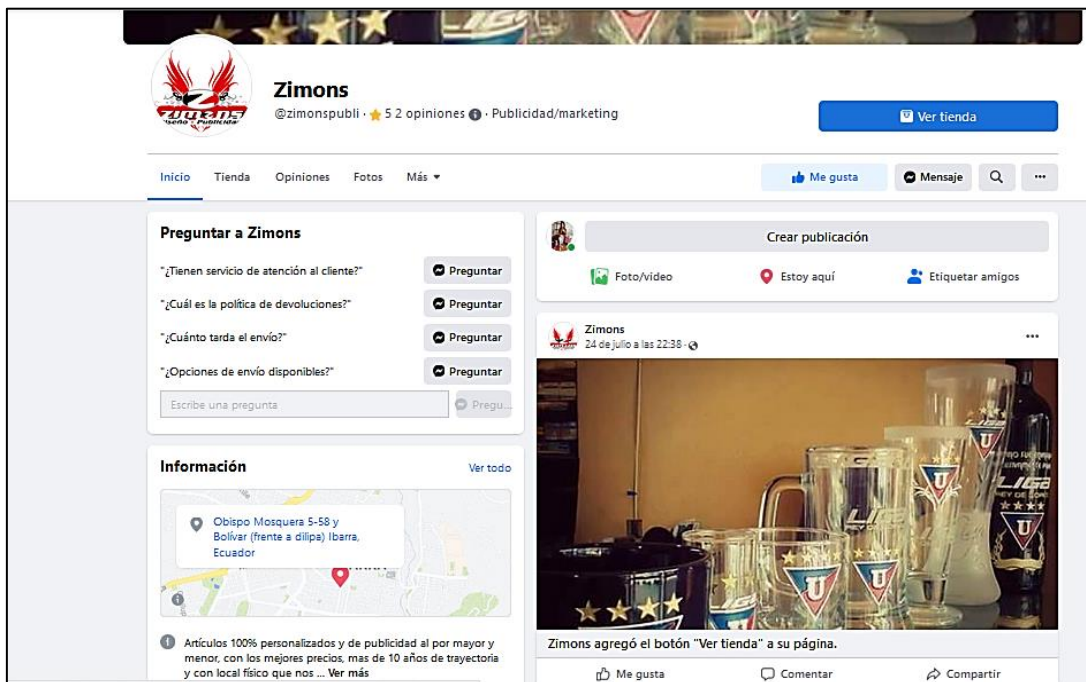 Zimons
@zimonspubli · 5 2 opiniones · Publicidad/marketing
Ver tienda
Inicio Tienda Opiniones Fotos Más
Me gusta Mensaje
Preguntar a Zimons
"¿Tienen servicio de atención al cliente?" Preguntar
"¿Cuál es la política de devoluciones?" Preguntar
"¿Cuánto tarda el envío?" Preguntar
"¿Opciones de envío disponibles?" Preguntar
Escribe una pregunta Pregu...
Información Ver todo
Obispo Mosquera 5-58 y
Bolívar (frente a dilipa) Ibarra,
Ecuador
Artículos 100% personalizados y de publicidad al por mayor y
menor, con los mejores precios, mas de 10 años de trayectoria
y con local físico que nos ... Ver más
Crear publicación
Foto/video Estoy aquí Etiquetar amigos
Zimons
24 de julio a las 22:38 ·
LIGA
U
U
U
U
LIGA
U
Zimons agregó el botón "Ver tienda" a su página.
Me gusta Comentar Compartir